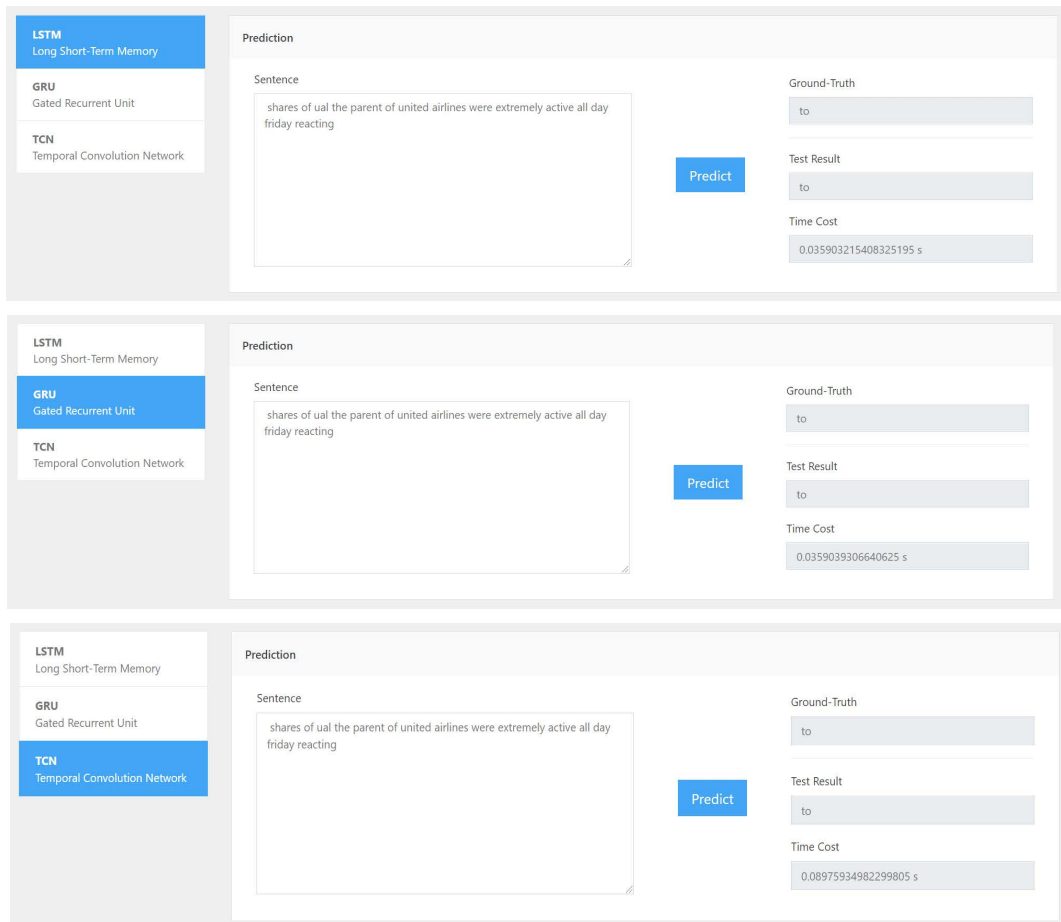 LSTM
Long Short-Term Memory
GRU
Gated Recurrent Unit
TCN
Temporal Convolution Network
Prediction
Sentence
shares of ual the parent of united airlines were extremely active all day
friday reacting
Predict
Ground-Truth
to
Test Result
to
Time Cost
0.035903215408325195 s
LSTM
Long Short-Term Memory
GRU
Gated Recurrent Unit
TCN
Temporal Convolution Network
Prediction
Sentence
shares of ual the parent of united airlines were extremely active all day
friday reacting
Predict
Ground-Truth
to
Test Result
to
Time Cost
0.0359039306640625 s
LSTM
Long Short-Term Memory
GRU
Gated Recurrent Unit
TCN
Temporal Convolution Network
Prediction
Sentence
shares of ual the parent of united airlines were extremely active all day
friday reacting
Predict
Ground-Truth
to
Test Result
to
Time Cost
0.08975934982299805 s